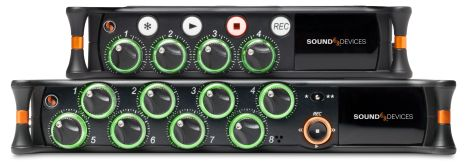 REC
1 2 3 4
SOUND DEVICES
1 2 3 4
* **
SOUND DEVICES
REC
5 6 7 8